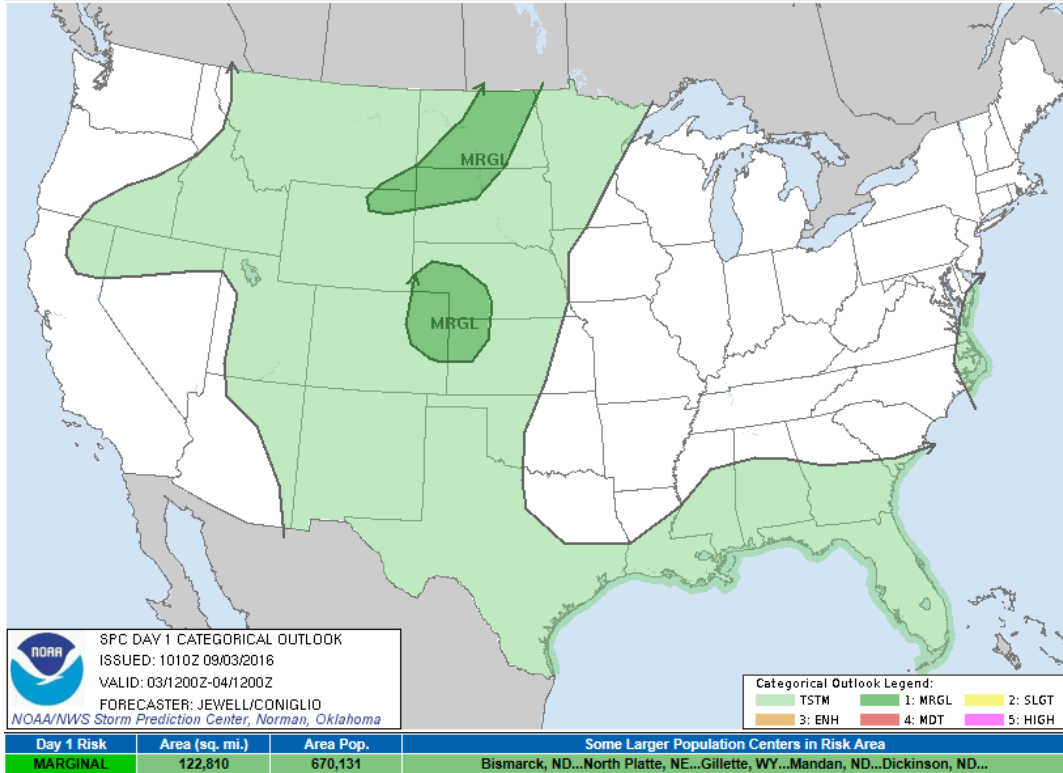 MRGL
MRGL
NOAA
SPC DAY 1 CATEGORICAL OUTLOOK
ISSUED: 1010Z 09/03/2016
VALID: 03/1200Z-04/1200Z
FORECASTER: JEWELL/CONIGLIO
NOAA/NWS Storm Prediction Center, Norman, Oklahoma
Categorical Outlook Legend:
TSTM 1: MRGL 2: SLGT
3: ENH 4: MDT 5: HIGH
Day 1 Risk Area (sq. mi.) Area Pop. Some Larger Population Centers in Risk Area
MARGINAL 122,810 670,131 Bismarck, ND...North Platte, NE...Gillette, WY...Mandan, ND...Dickinson, ND...